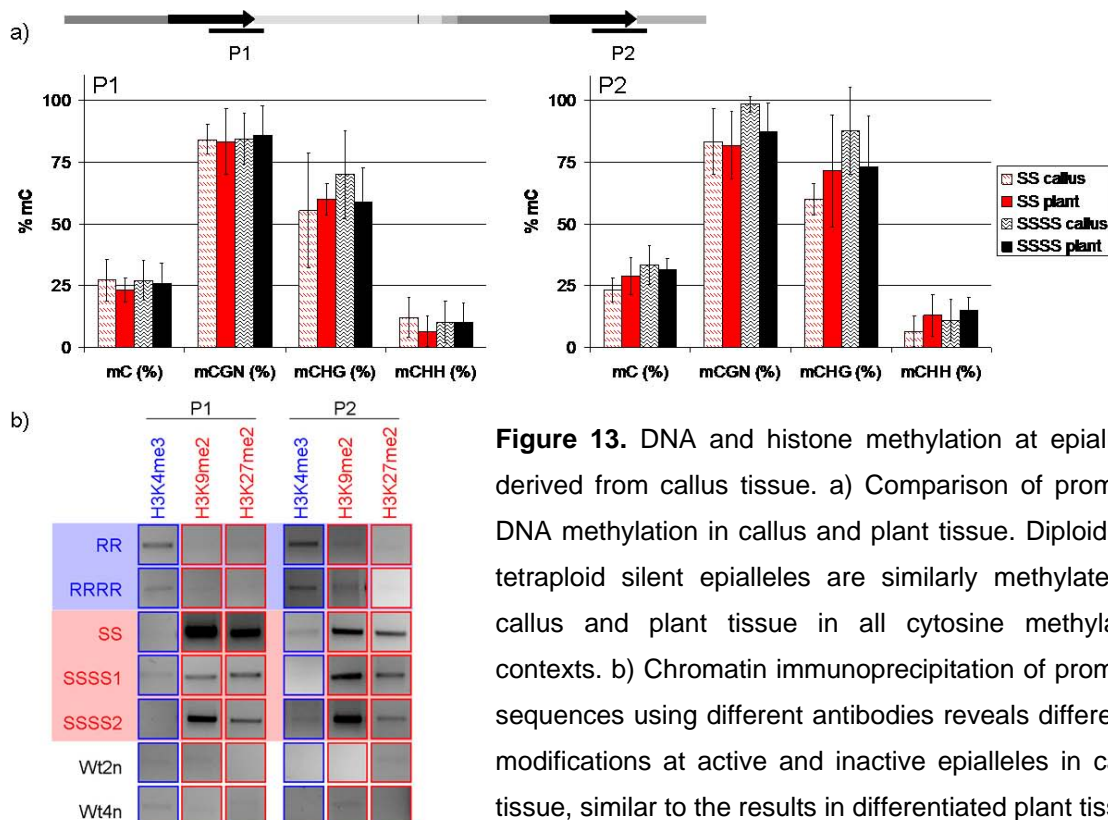 a)
P1
P2
P1
100
75
50
25
0
% mC
mC (%)
mCGN (%)
mCHG (%)
mCHH (%)
P2
100
75
50
25
0
% mC
mC (%)
mCGN (%)
mCHG (%)
mCHH (%)
SS callus
SS plant
SSSS callus
SSSS plant
b)
P1
P2
H3K4me3
H3K9me2
H3K27me2
H3K4me3
H3K9me2
H3K27me2
RR
RRRR
SS
SSSS1
SSSS2
Wt2n
Wt4n
Figure 13. DNA and histone methylation at epial
derived from callus tissue. a) Comparison of prom
DNA methylation in callus and plant tissue. Diploid
tetraploid silent epialleles are similarly methylate
callus and plant tissue in all cytosine methyla
contexts. b) Chromatin immunoprecipitation of prom
sequences using different antibodies reveals differe
modifications at active and inactive epialleles in ca
tissue, similar to the results in differentiated plant tiss